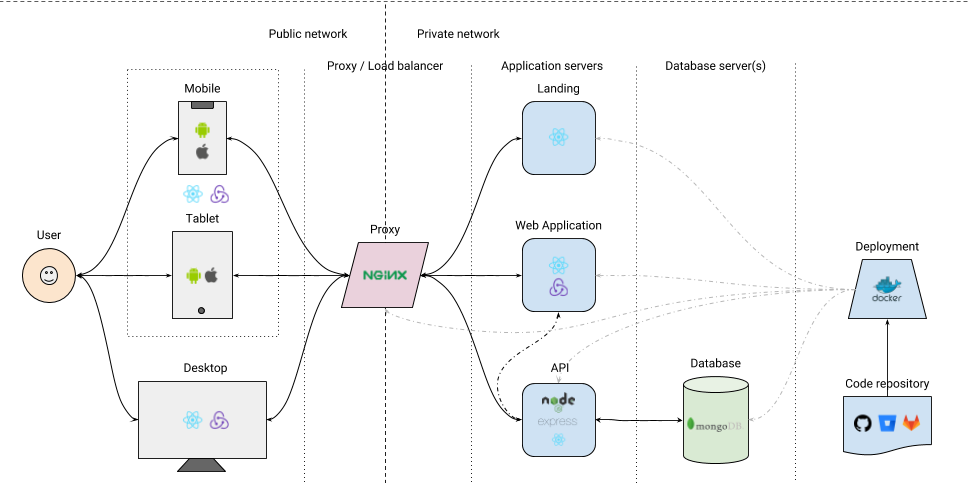 Public network
Private network
Proxy / Load balancer
Application servers
Database server(s)
Mobile
Landing
Tablet
Web Application
User
Proxy
NGINX
Deployment
docker
Desktop
API
node
express
Database
mongoDB
Code repository